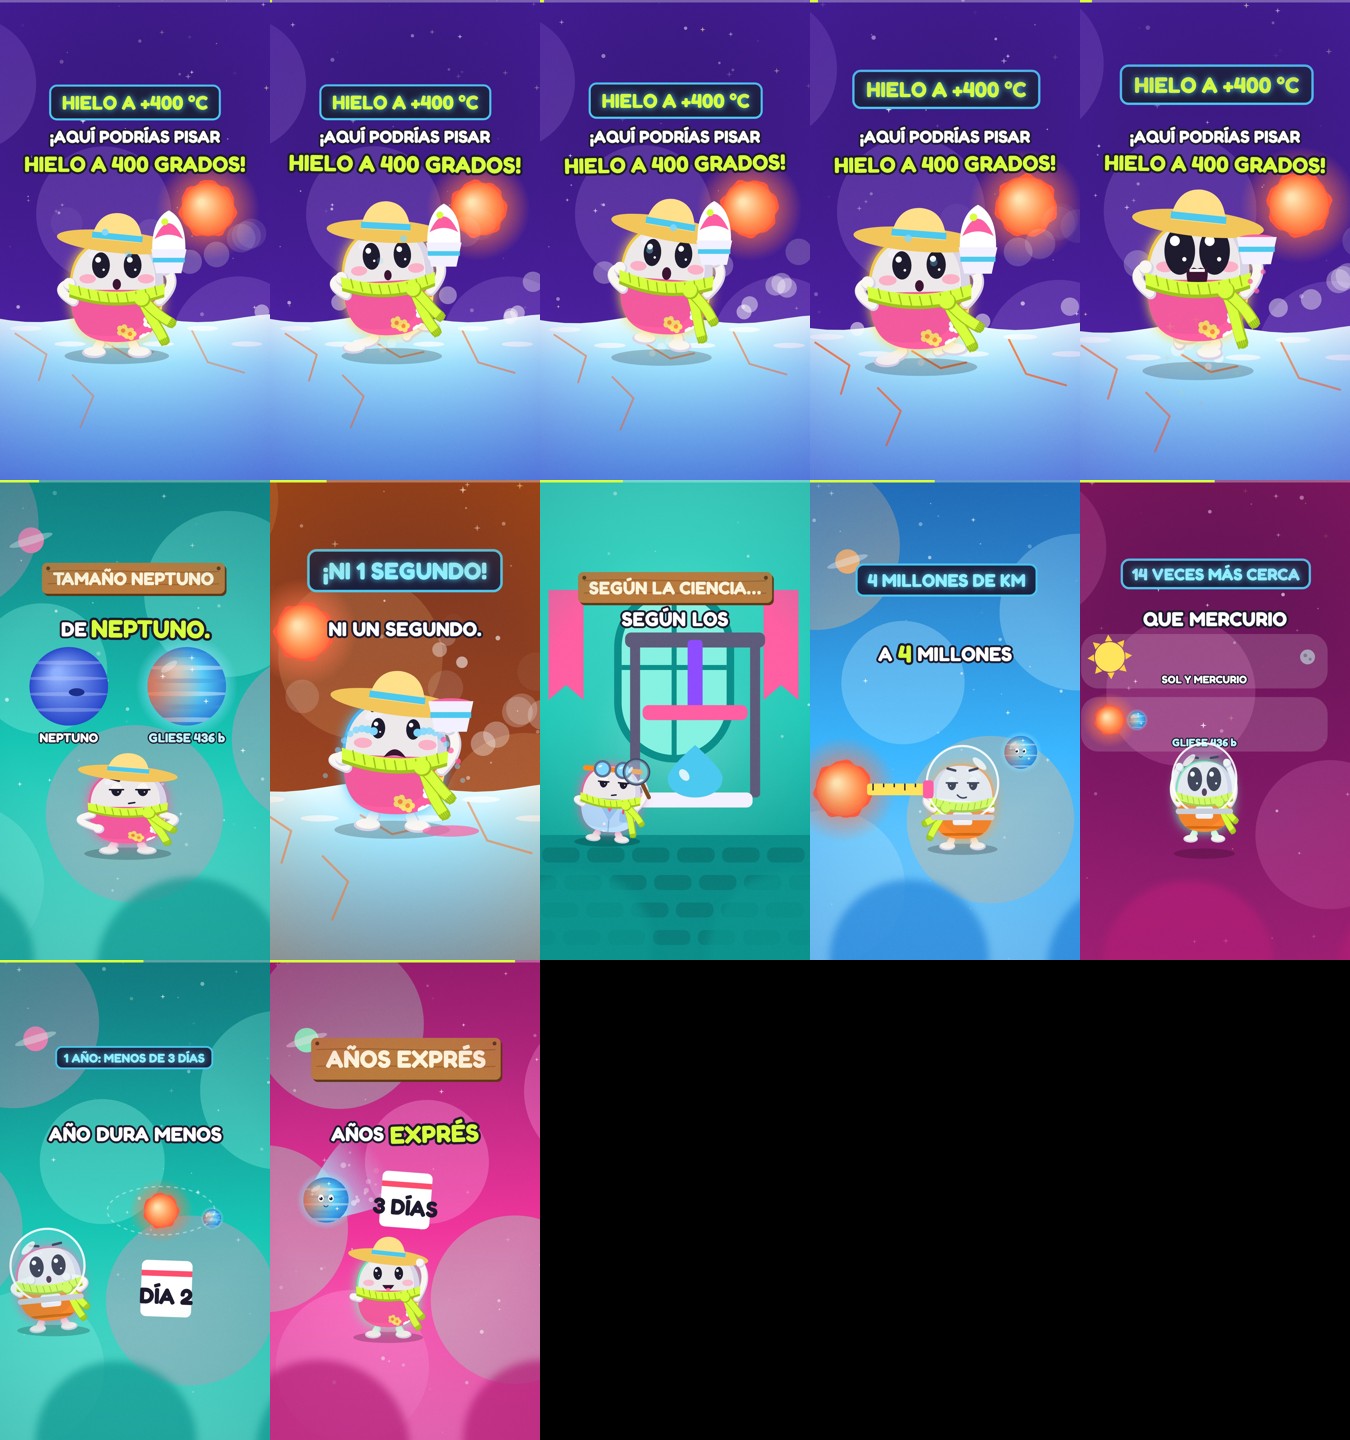 HIELO A +400 °C
¡AQUÍ PODRÍAS PISAR
HIELO A 400 GRADOS!
HIELO A +400 °C
¡AQUÍ PODRÍAS PISAR
HIELO A 400 GRADOS!
HIELO A +400 °C
¡AQUÍ PODRÍAS PISAR
HIELO A 400 GRADOS!
HIELO A +400 °C
¡AQUÍ PODRÍAS PISAR
HIELO A 400 GRADOS!
HIELO A +400 °C
¡AQUÍ PODRÍAS PISAR
HIELO A 400 GRADOS!
TAMAÑO NEPTUNO
DE NEPTUNO.
NEPTUNO
GLIESE 436 b
¡NI 1 SEGUNDO!
NI UN SEGUNDO.
SEGÚN LA CIENCIA...
SEGÚN LOS
4 MILLONES DE KM
A 4 MILLONES
14 VECES MÁS CERCA
QUE MERCURIO
SOL Y MERCURIO
GLIESE 436 b
1 AÑO: MENOS DE 3 DÍAS
AÑO DURA MENOS
DÍA 2
AÑOS EXPRÉS
AÑOS EXPRÉS
3 DÍAS